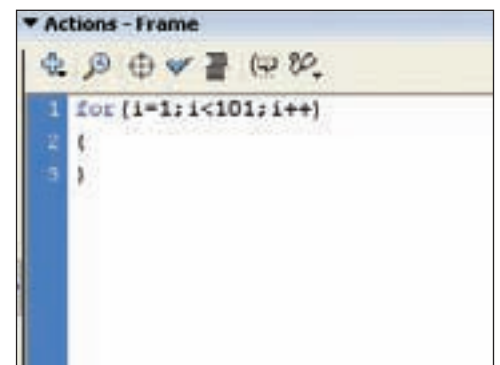 ▼ Actions - Frame
1 for (i=1; i<101; i++)
2 {
3 }